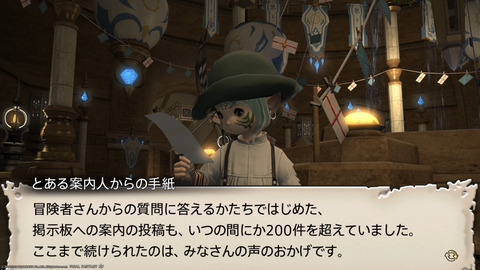 とある案内人からの手紙
冒険者さんからの質問に答えるかたちではじめた、
掲示板への案内の投稿も、いつの間にか200件を超えていました。
ここまで続けられたのは、みなさんの声のおかげです。